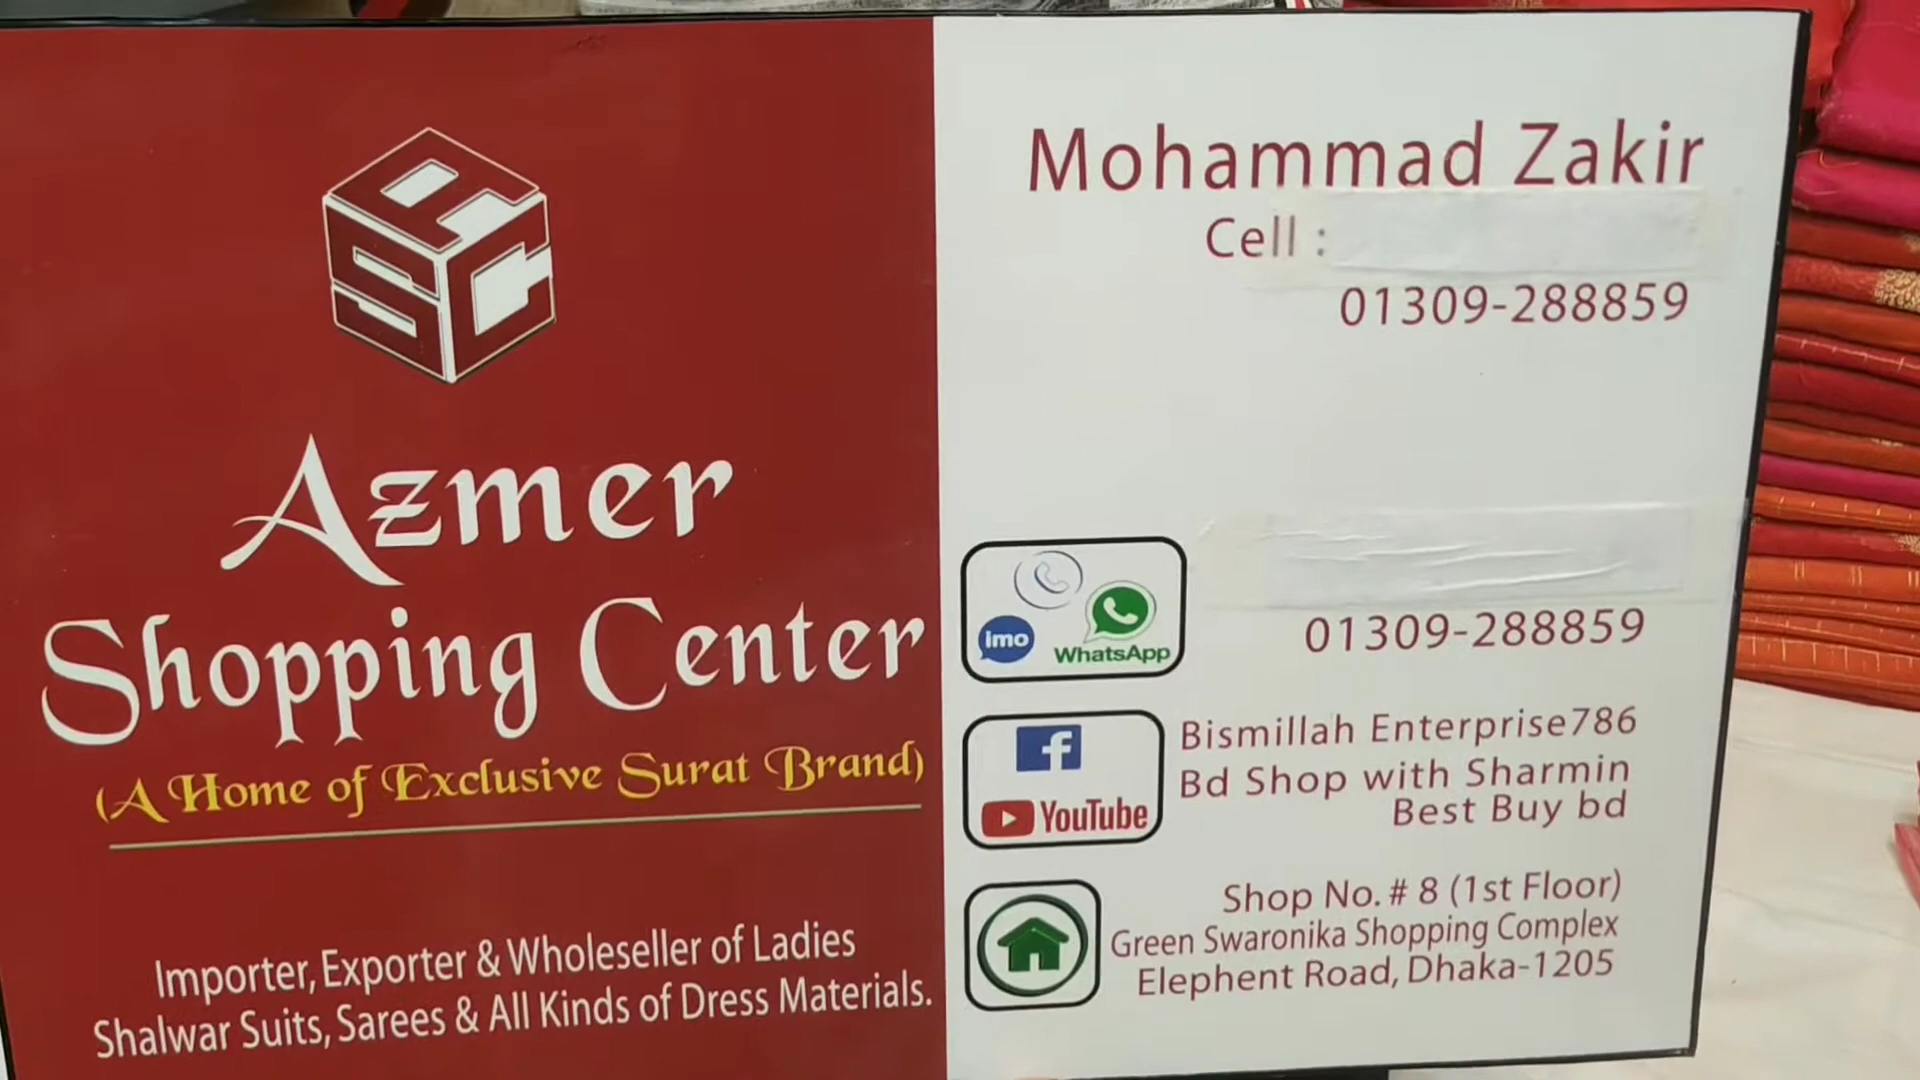 ASC
Azmer
Shopping Center
(A Home of Exclusive Surat Brand)
Importer, Exporter & Wholeseller of Ladies
Shalwar Suits, Sarees & All Kinds of Dress Materials.
Mohammad Zakir
Cell :
01309-288859
imo
WhatsApp
01309-288859
f
YouTube
Bismillah Enterprise786
Bd Shop with Sharmin
Best Buy bd
Shop No. # 8 (1st Floor)
Green Swaronika Shopping Complex
Elephent Road, Dhaka-1205